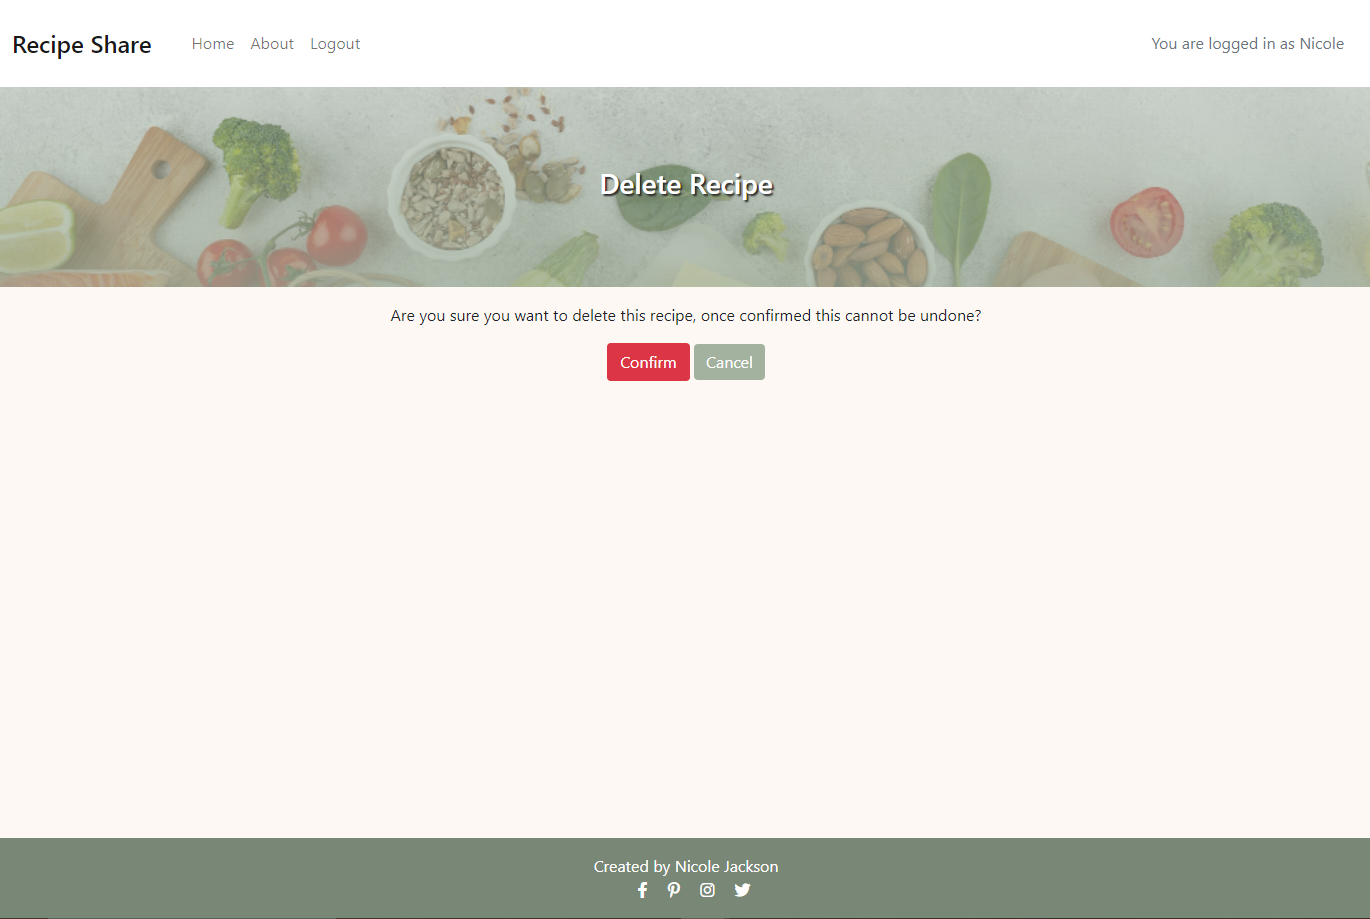 Recipe Share
Home About Logout
You are logged in as Nicole
Delete Recipe
Are you sure you want to delete this recipe, once confirmed this cannot be undone?
Confirm Cancel
Created by Nicole Jackson